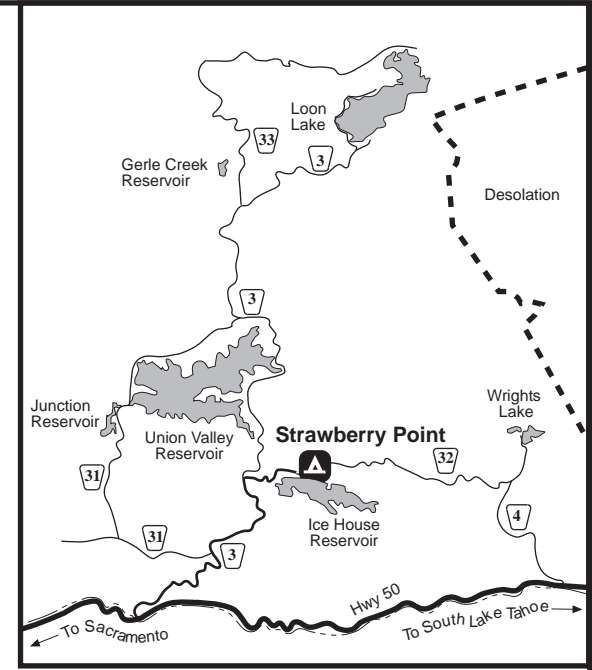 Loon
Lake
33
3
Gerle Creek
Reservoir
Desolation
3
Junction
Reservoir
Union Valley
Reservoir
Wrights
Lake
Strawberry Point
32
31
Ice House
Reservoir
4
31
3
Hwy 50
To Sacramento
To South Lake Tahoe